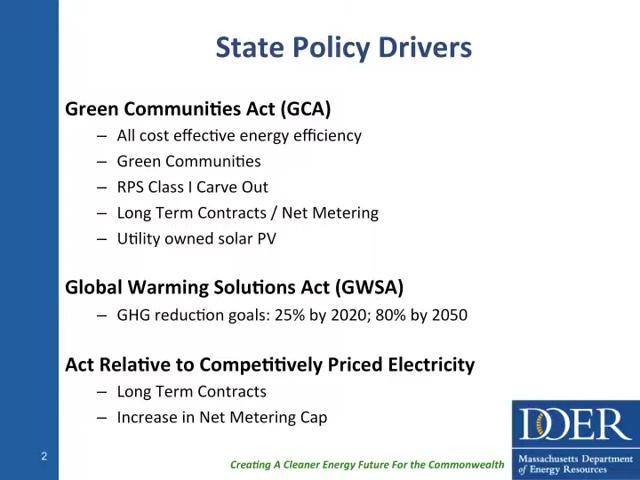 State Policy Drivers
Green Communities Act (GCA)
– All cost effective energy efficiency
– Green Communities
– RPS Class I Carve Out
– Long Term Contracts / Net Metering
– Utility owned solar PV
Global Warming Solutions Act (GWSA)
– GHG reduction goals: 25% by 2020; 80% by 2050
Act Relative to Competitively Priced Electricity
– Long Term Contracts
– Increase in Net Metering Cap
2
Creating A Cleaner Energy Future For the Commonwealth
DOER
Massachusetts Department
of Energy Resources